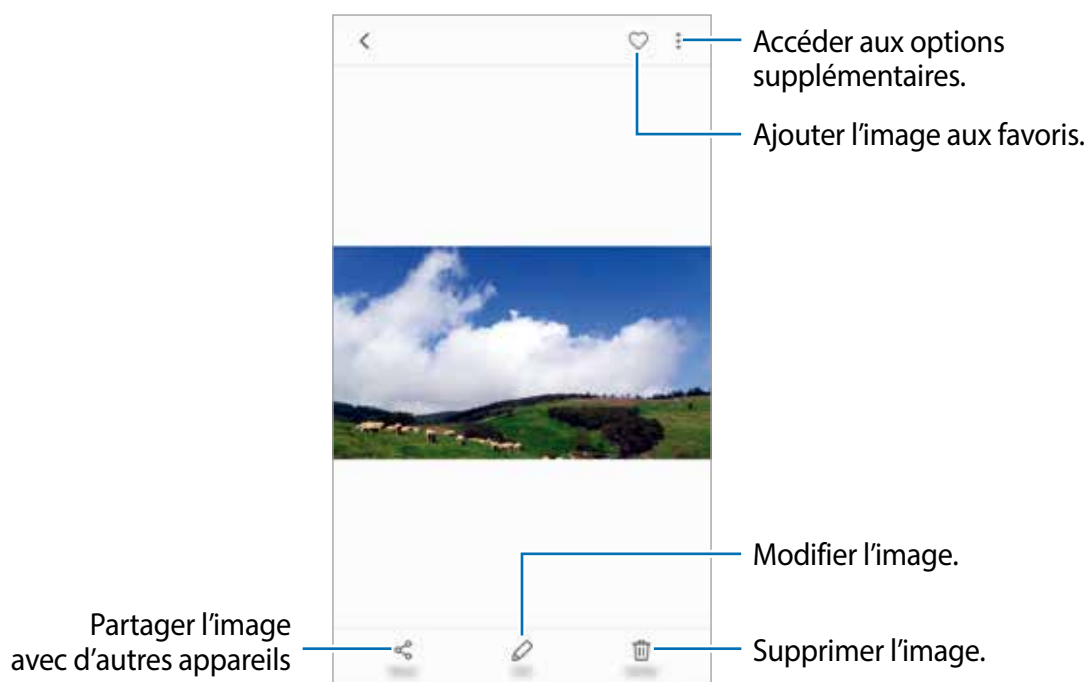 Accéder aux options
supplémentaires.
Ajouter l’image aux favoris.
Modifier l’image.
Partager l’image
avec d’autres appareils
Supprimer l’image.